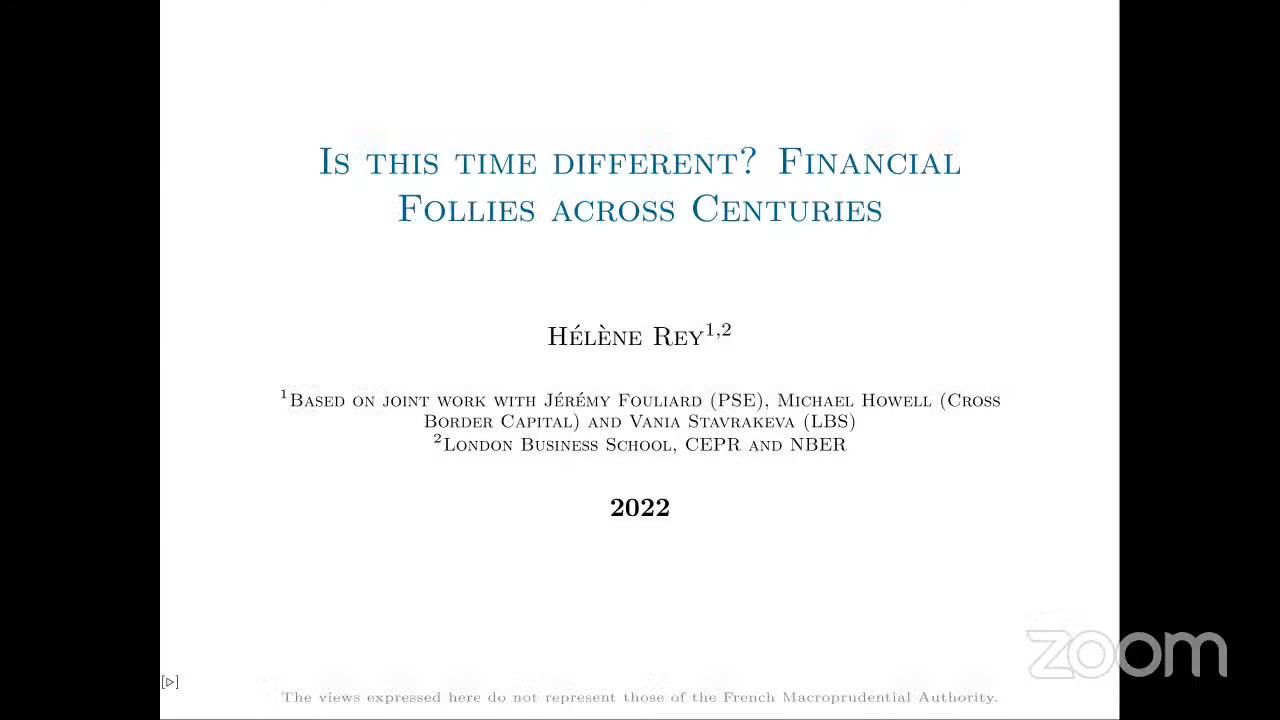 Is this time different? Financial
Follies across Centuries
Hélène Rey1,2
1Based on joint work with Jérémy Fouliard (PSE), Michael Howell (Cross
Border Capital) and Vania Stavrakeva (LBS)
2London Business School, CEPR and NBER
2022
zoom
The views expressed here do not represent those of the French Macroprudential Authority.